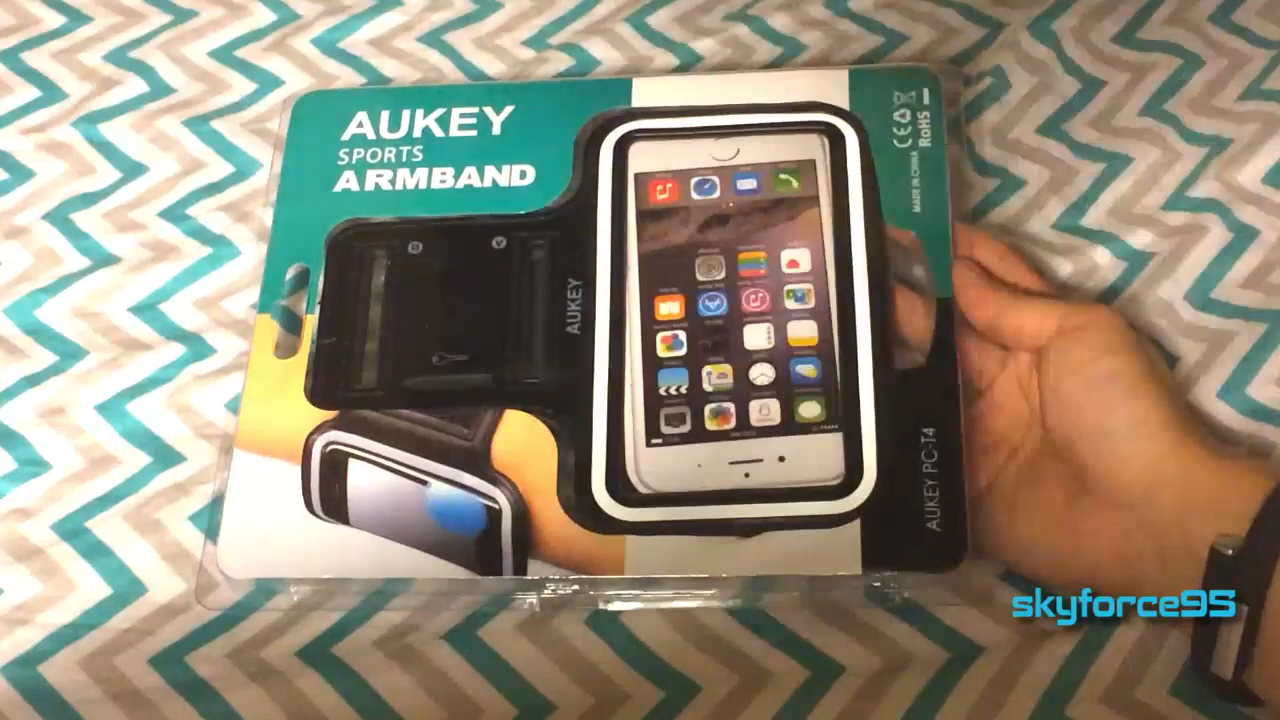 AUKEY
SPORTS
ARMBAND
AUKEY
CE RoHS
MADE IN CHINA
AUKEY PC-T4
skyforce95